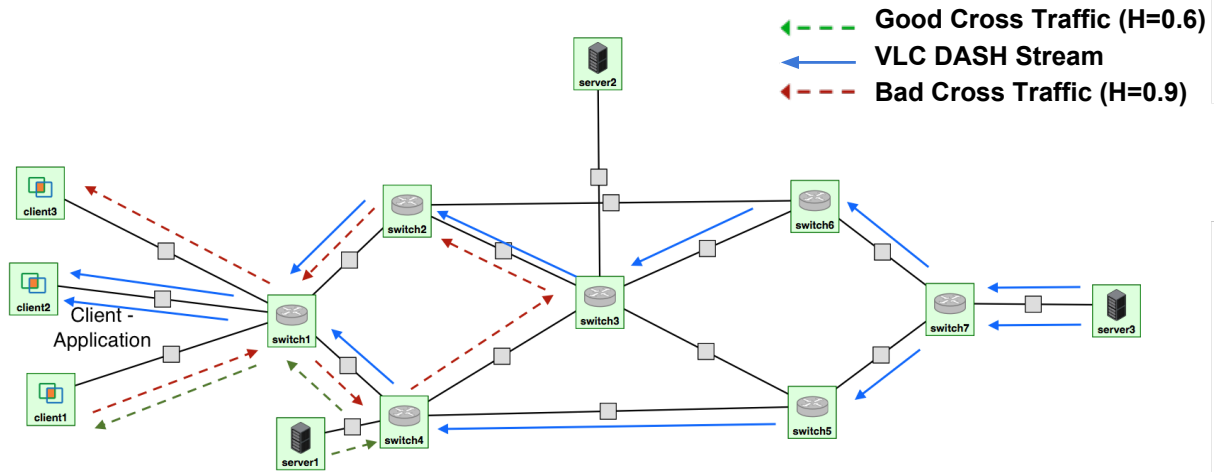 Good Cross Traffic (H=0.6)
VLC DASH Stream
Bad Cross Traffic (H=0.9)
server2
client3
switch2
switch6
client2
Client -
Application
switch1
switch3
switch7
server3
client1
switch4
switch5
server1